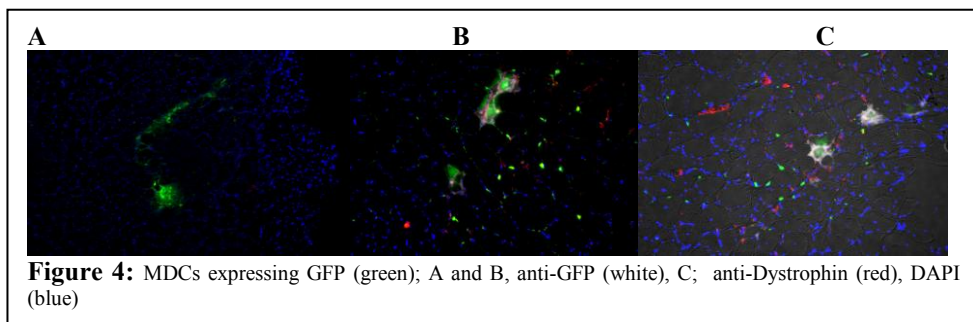 A B C
Figure 4: MDCs expressing GFP (green); A and B, anti-GFP (white), C; anti-Dystrophin (red), DAPI
(blue)